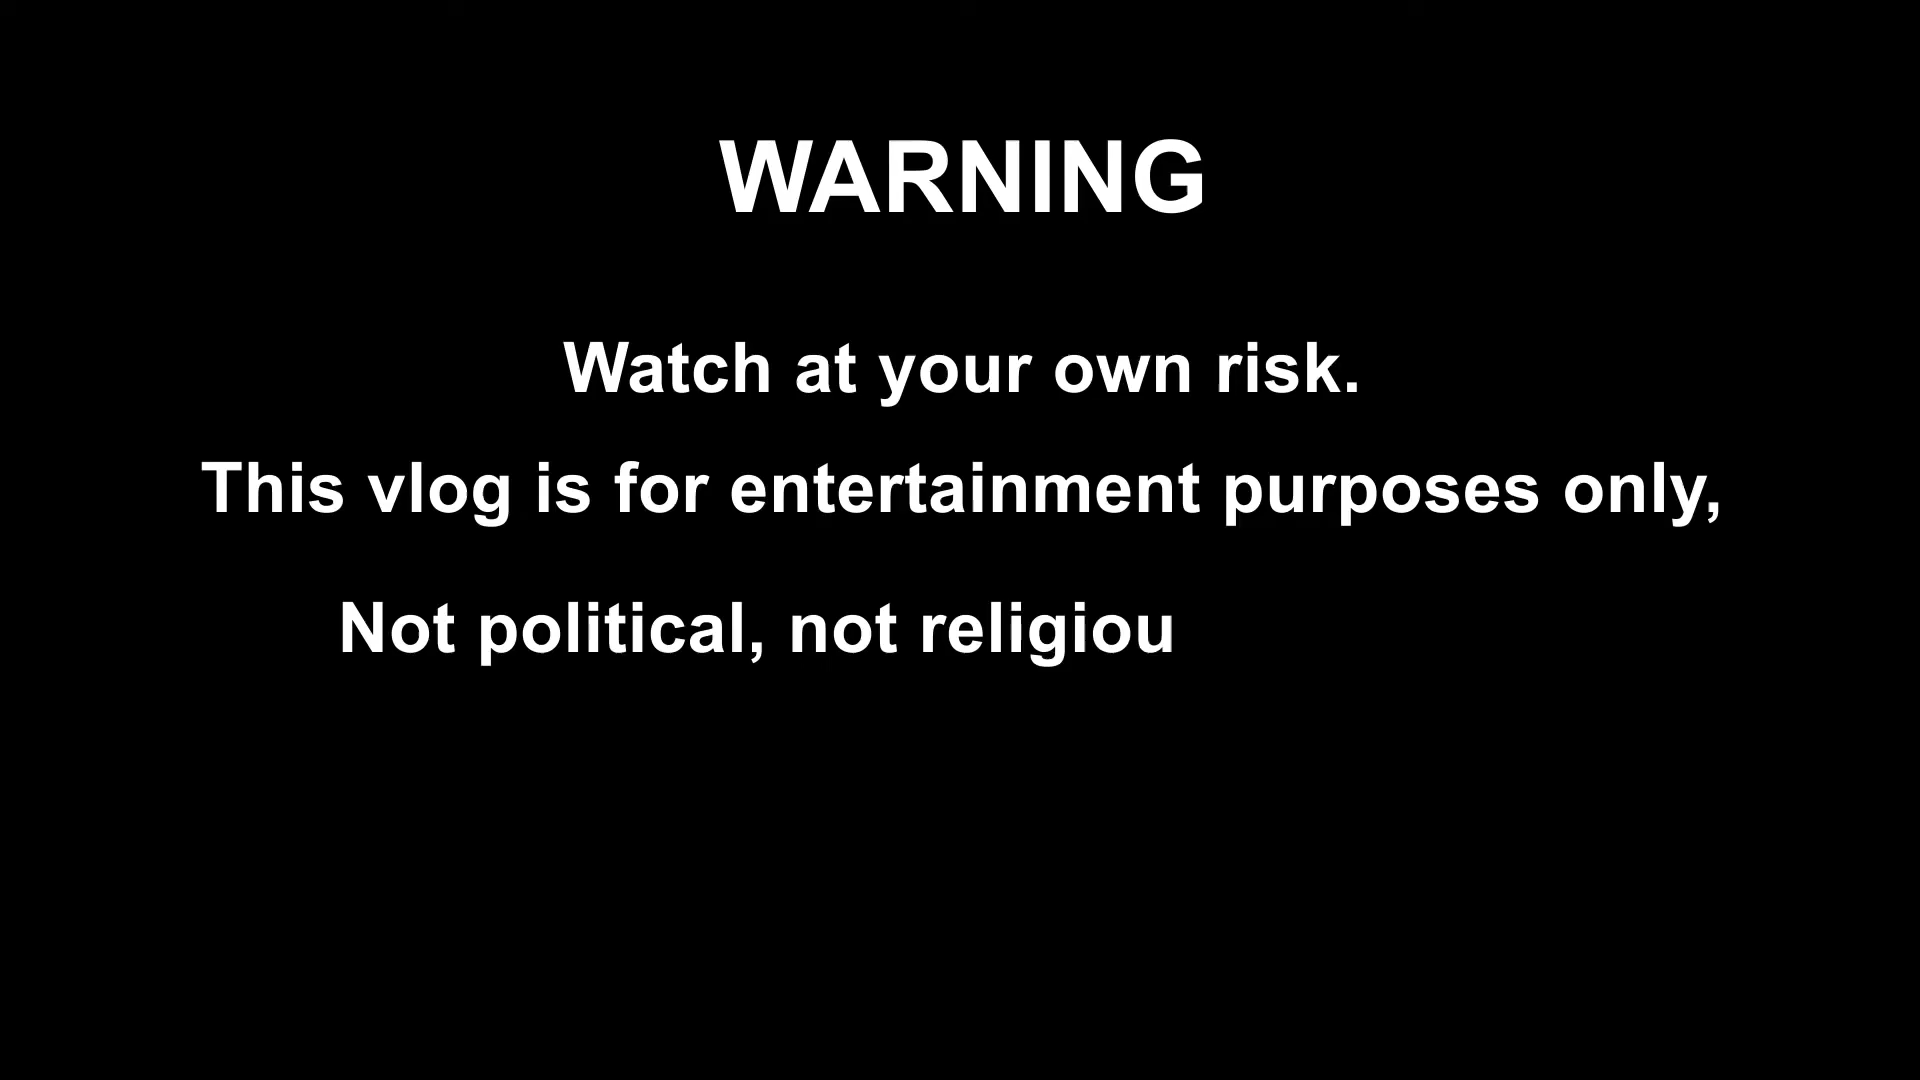 WARNING
Watch at your own risk.
This vlog is for entertainment purposes only,
Not political, not religiou